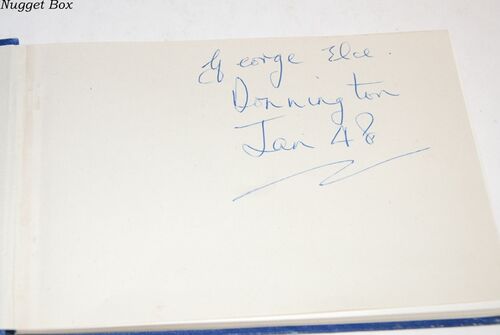 Nugget Box
George Elce.
Donnington
Jan 48